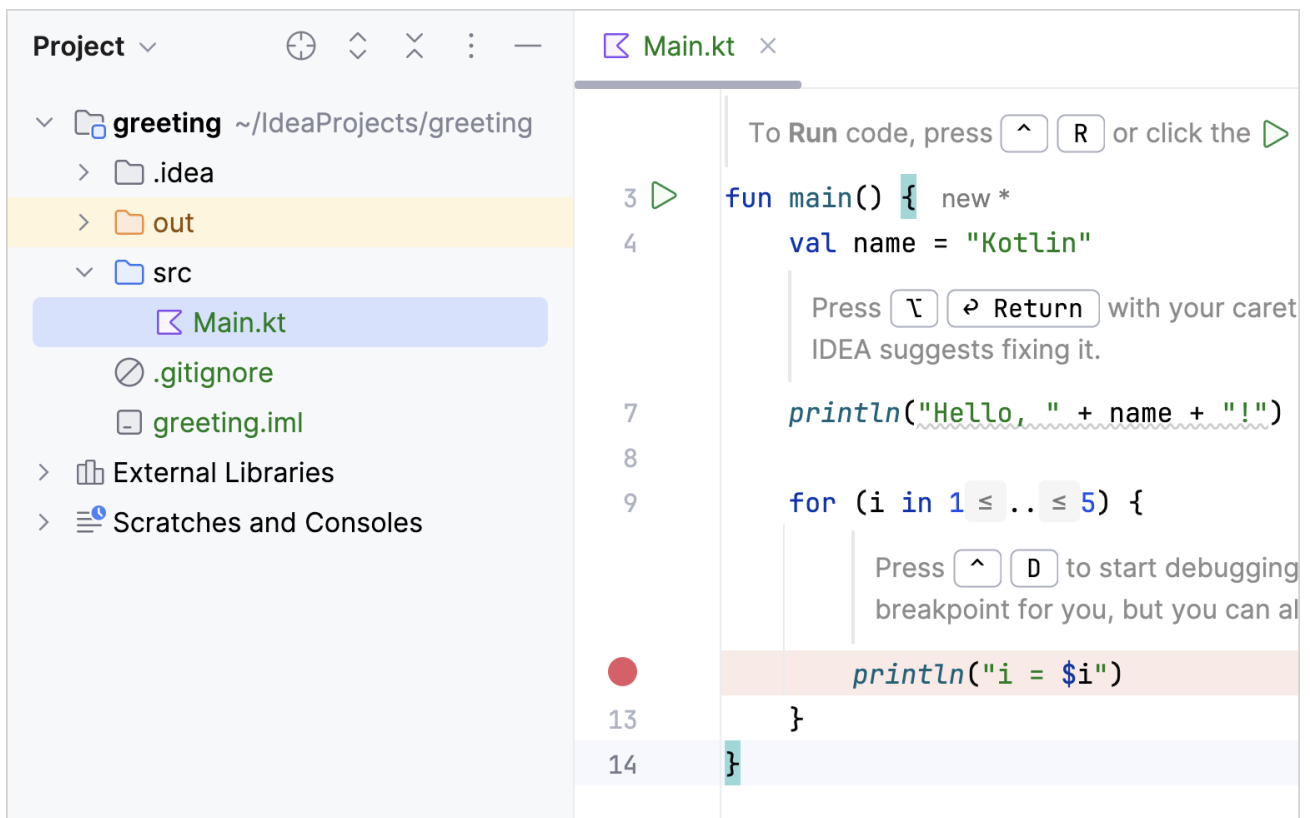 Project
greeting ~/IdeaProjects/greeting
.idea
out
src
Main.kt
.gitignore
greeting.iml
External Libraries
Scratches and Consoles
Main.kt
To Run code, press ^ R or click the
3 fun main() { new *
4 val name = "Kotlin"
Press ⌥ ⏎ Return with your caret
IDEA suggests fixing it.
7 println("Hello, " + name + "!")
8
9 for (i in 1 ≤ .. ≤ 5) {
Press ^ D to start debugging
breakpoint for you, but you can al
println("i = $i")
13 }
14 }